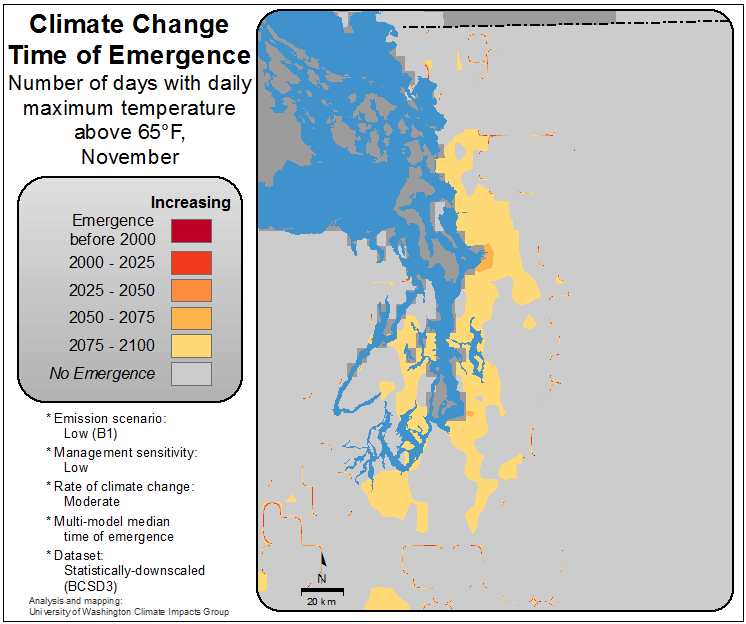 Climate Change
Time of Emergence
Number of days with daily
maximum temperature
above 65°F,
November
Increasing
Emergence
before 2000
2000 - 2025
2025 - 2050
2050 - 2075
2075 - 2100
No Emergence
* Emission scenario:
Low (B1)
* Management sensitivity:
Low
* Rate of climate change:
Moderate
* Multi-model median
time of emergence
* Dataset:
Statistically-downscaled
(BCSD3)
Analysis and mapping:
University of Washington Climate Impacts Group
N
20 km